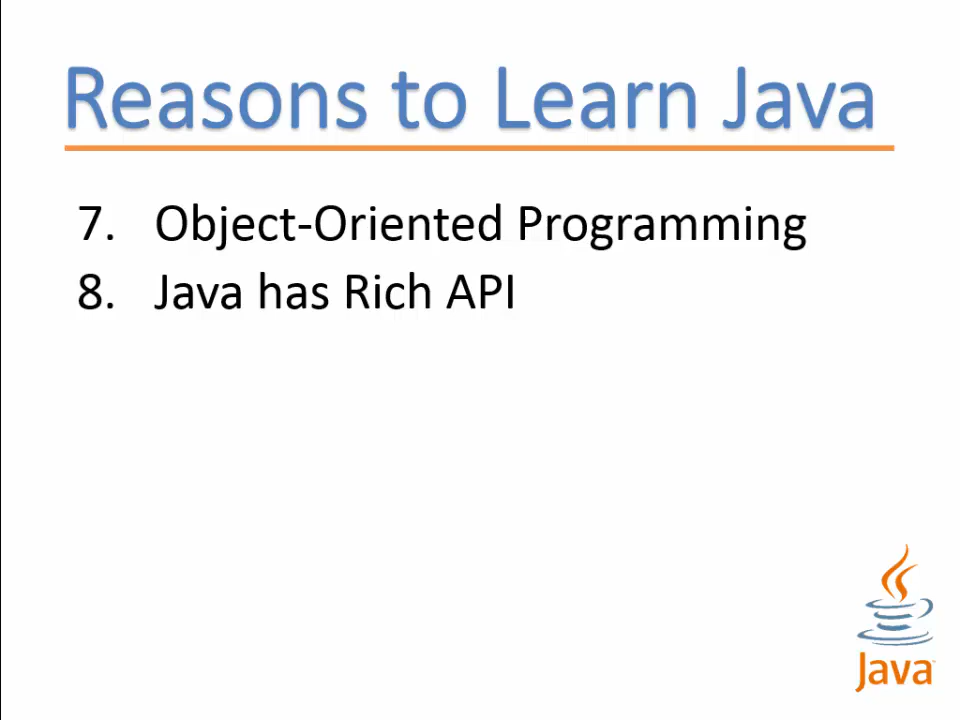 Reasons to Learn Java
7. Object-Oriented Programming
8. Java has Rich API
Java